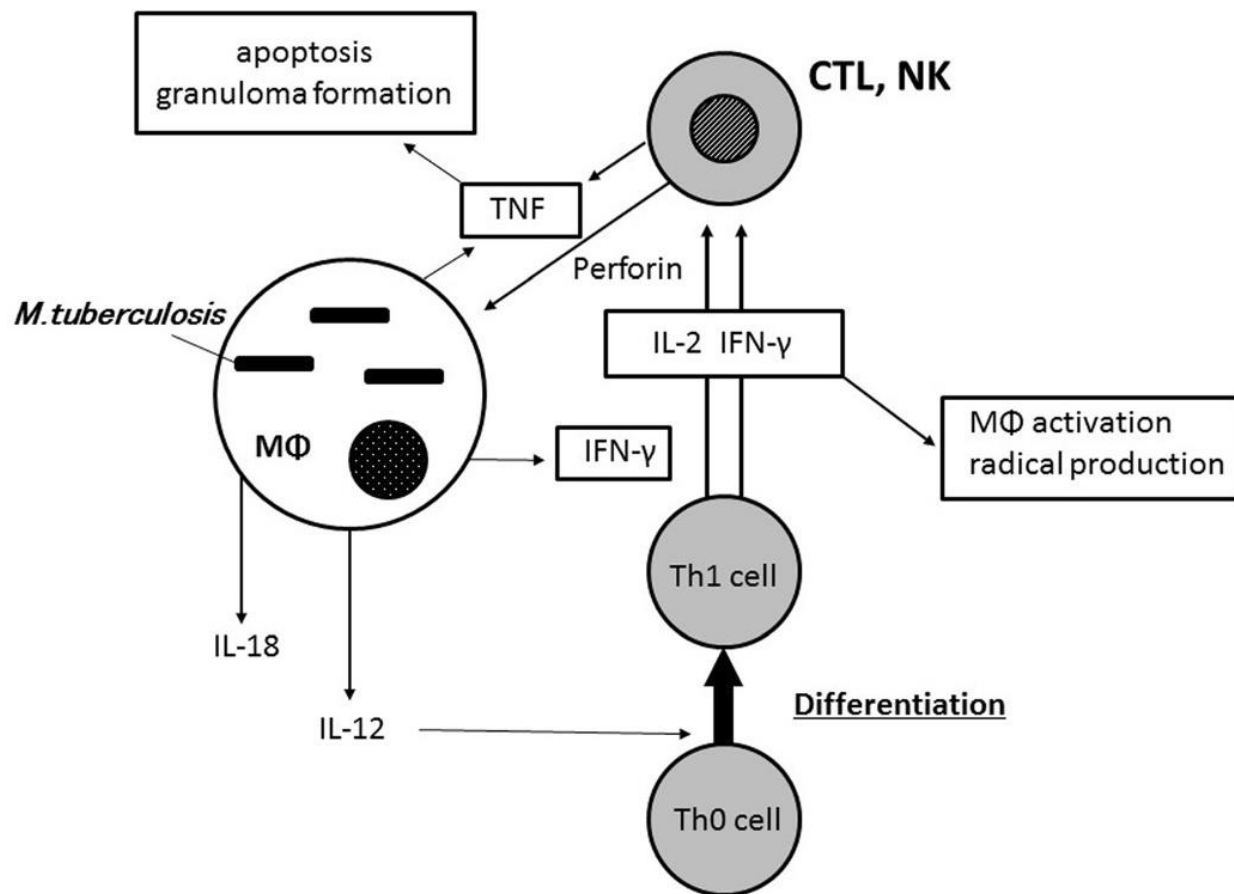 apoptosis
granuloma formation
CTL, NK
TNF
Perforin
M.tuberculosis
IL-2 IFN-γ
MΦ
IFN-γ
MΦ activation
radical production
Th1 cell
IL-18
IL-12
Differentiation
Th0 cell